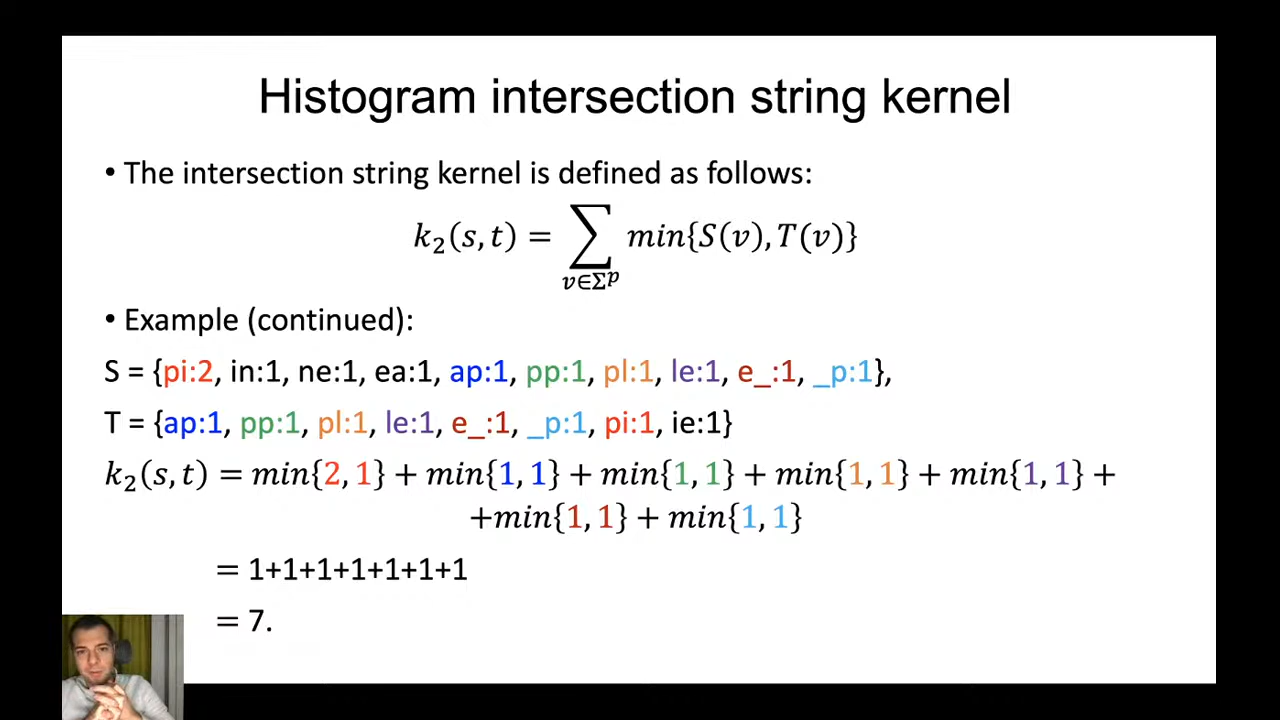 Histogram intersection string kernel
• The intersection string kernel is defined as follows:
k₂(s, t) = ∑ min{S(v), T(v)}
v∈Σᵖ
• Example (continued):
S = {pi:2, in:1, ne:1, ea:1, ap:1, pp:1, pl:1, le:1, e_:1, _p:1},
T = {ap:1, pp:1, pl:1, le:1, e_:1, _p:1, pi:1, ie:1}
k₂(s, t) = min{2, 1} + min{1, 1} + min{1, 1} + min{1, 1} + min{1, 1} +
+min{1, 1} + min{1, 1}
= 1+1+1+1+1+1+1
= 7.